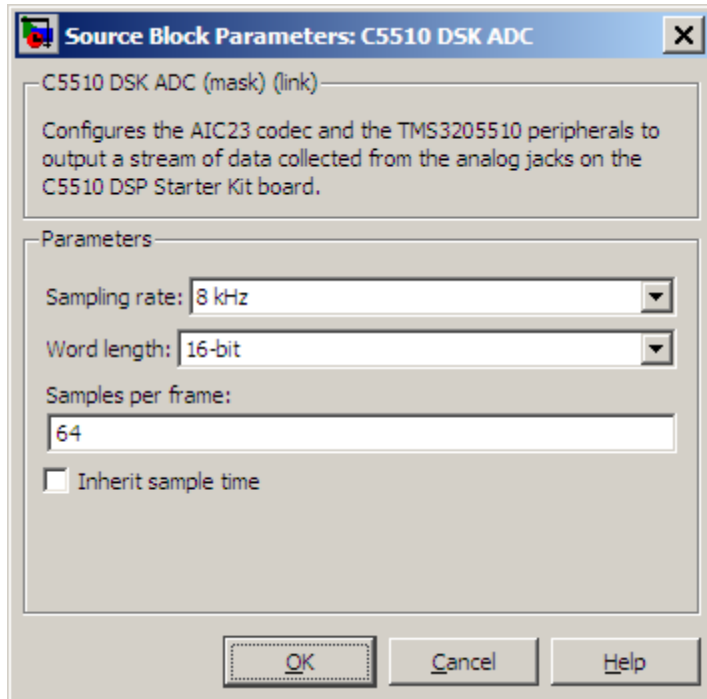 Source Block Parameters: C5510 DSK ADC
C5510 DSK ADC (mask) (link)
Configures the AIC23 codec and the TMS3205510 peripherals to
output a stream of data collected from the analog jacks on the
C5510 DSP Starter Kit board.
Parameters
Sampling rate: 8 kHz
Word length: 16-bit
Samples per frame:
64
Inherit sample time
OK Cancel Help